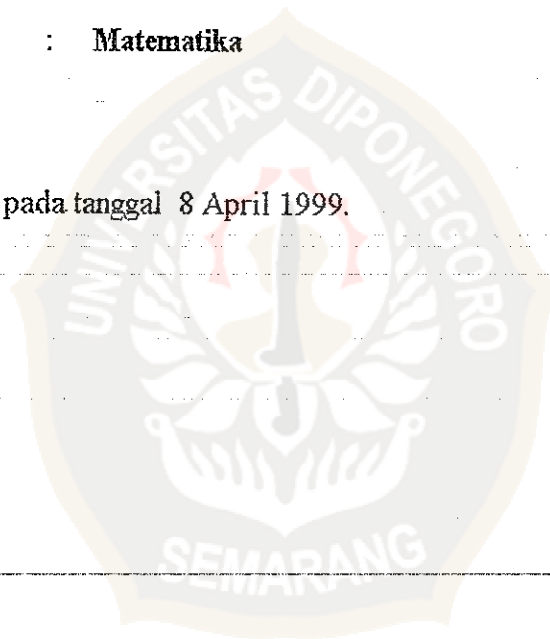 : Matematika
pada tanggal 8 April 1999.
UNIVERSITAS DIPONEGORO
SEMARANG